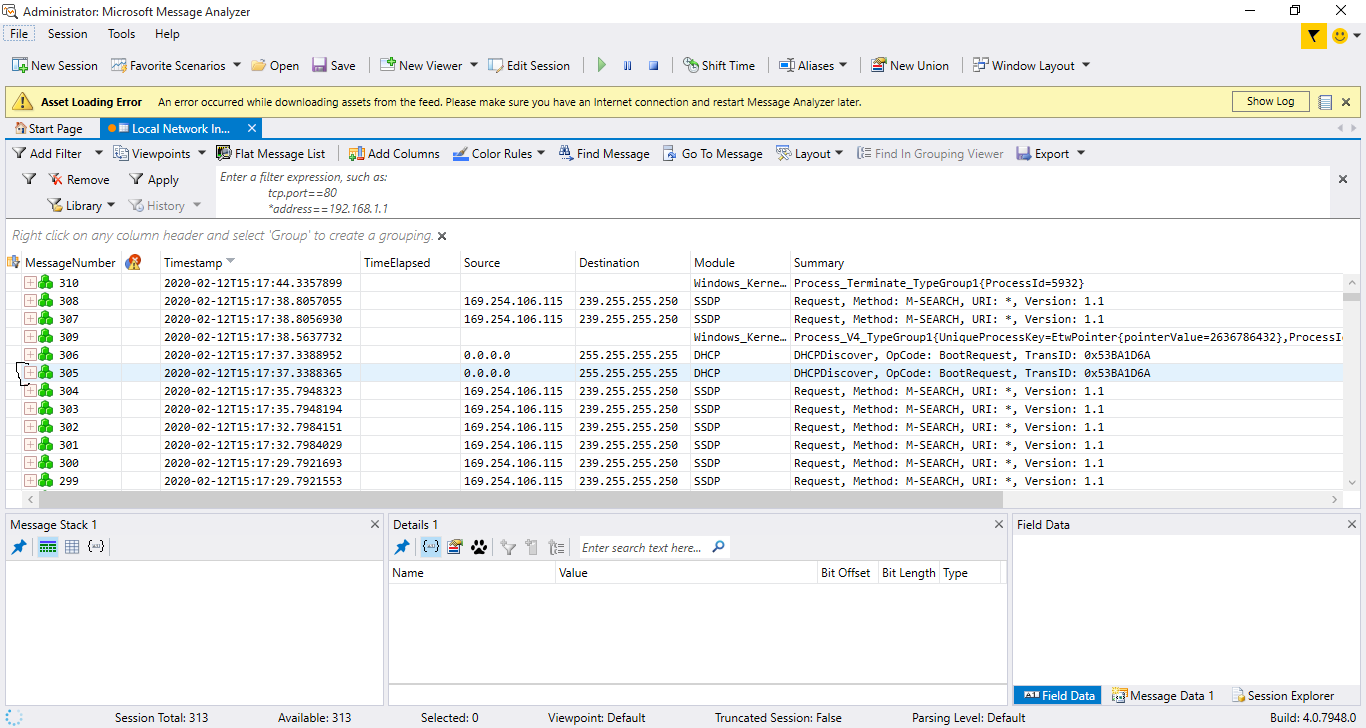 Administrator: Microsoft Message Analyzer
File Session Tools Help
New Session Favorite Scenarios Open Save New Viewer Edit Session Shift Time Aliases New Union Window Layout
Asset Loading Error An error occurred while downloading assets from the feed. Please make sure you have an Internet connection and restart Message Analyzer later. Show Log
Start Page Local Network In...
Add Filter Viewpoints Flat Message List Add Columns Color Rules Find Message Go To Message Layout Find In Grouping Viewer Export
Remove Apply Enter a filter expression, such as:
tcp.port==80
Library History *address==192.168.1.1
Right click on any column header and select 'Group' to create a grouping.
MessageNumber Timestamp TimeElapsed Source Destination Module Summary
310 2020-02-12T15:17:44.3357899 Windows_Kerne... Process_Terminate_TypeGroup1{ProcessId=5932}
308 2020-02-12T15:17:38.8057055 169.254.106.115 239.255.255.250 SSDP Request, Method: M-SEARCH, URI: *, Version: 1.1
307 2020-02-12T15:17:38.8056930 169.254.106.115 239.255.255.250 SSDP Request, Method: M-SEARCH, URI: *, Version: 1.1
309 2020-02-12T15:17:38.5637732 Windows_Kerne... Process_V4_TypeGroup1{UniqueProcessKey=EtwPointer{pointerValue=2636786432},ProcessId
306 2020-02-12T15:17:37.3388952 0.0.0.0 255.255.255.255 DHCP DHCPDiscover, OpCode: BootRequest, TransID: 0x53BA1D6A
305 2020-02-12T15:17:37.3388365 0.0.0.0 255.255.255.255 DHCP DHCPDiscover, OpCode: BootRequest, TransID: 0x53BA1D6A
304 2020-02-12T15:17:35.7948323 169.254.106.115 239.255.255.250 SSDP Request, Method: M-SEARCH, URI: *, Version: 1.1
303 2020-02-12T15:17:35.7948194 169.254.106.115 239.255.255.250 SSDP Request, Method: M-SEARCH, URI: *, Version: 1.1
302 2020-02-12T15:17:32.7984151 169.254.106.115 239.255.255.250 SSDP Request, Method: M-SEARCH, URI: *, Version: 1.1
301 2020-02-12T15:17:32.7984029 169.254.106.115 239.255.255.250 SSDP Request, Method: M-SEARCH, URI: *, Version: 1.1
300 2020-02-12T15:17:29.7921693 169.254.106.115 239.255.255.250 SSDP Request, Method: M-SEARCH, URI: *, Version: 1.1
299 2020-02-12T15:17:29.7921553 169.254.106.115 239.255.255.250 SSDP Request, Method: M-SEARCH, URI: *, Version: 1.1
Message Stack 1 Details 1 Field Data
Enter search text here...
Name Value Bit Offset Bit Length Type
Field Data Message Data 1 Session Explorer
Session Total: 313 Available: 313 Selected: 0 Viewpoint: Default Truncated Session: False Parsing Level: Default Build: 4.0.7948.0